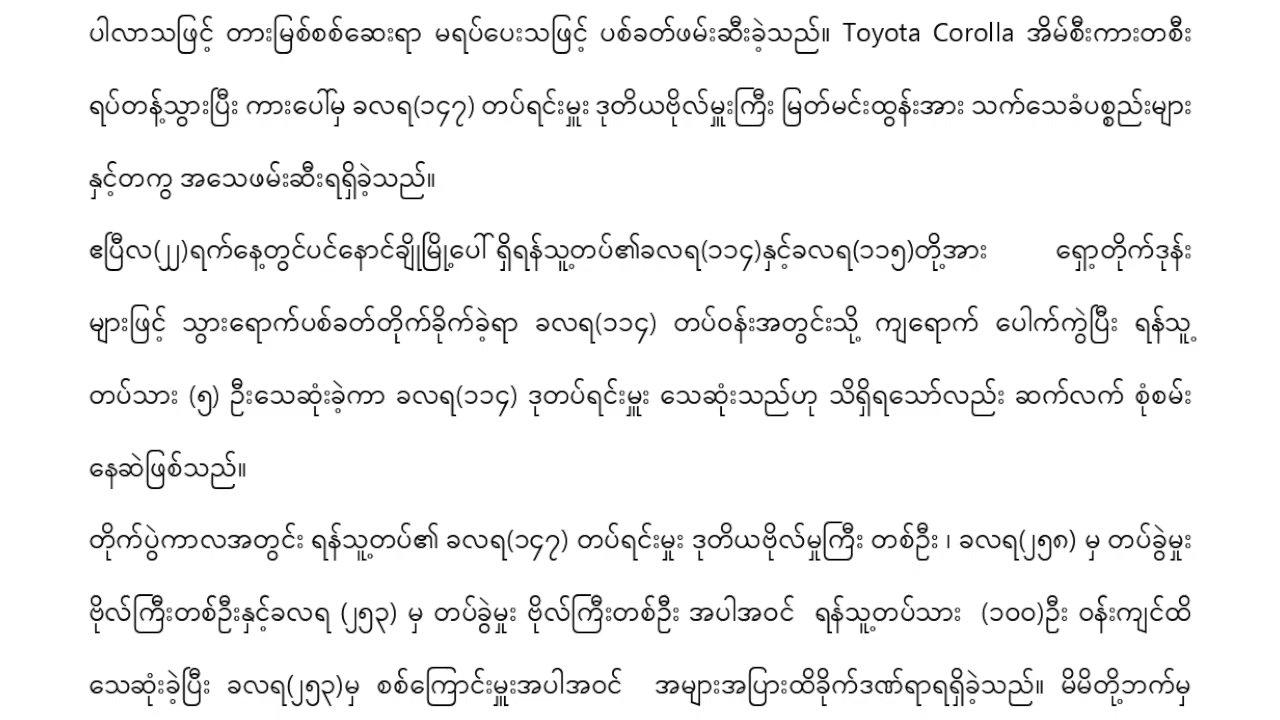 ပါလာသဖြင့် တားမြစ်စစ်ဆေးရာ မရပ်ပေးသဖြင့် ပစ်ခတ်ဖမ်းဆီးခဲ့သည်။ Toyota Corolla အိမ်စီးကားတစီး
ရပ်တန့်သွားပြီး ကားပေါ်မှ ခလရ(၁၄၇) တပ်ရင်းမှူး ဒုတိယဗိုလ်မှူးကြီး မြတ်မင်းထွန်းအား သက်သေခံပစ္စည်းများ
နှင့်တကွ အသေဖမ်းဆီးရရှိခဲ့သည်။
ဧပြီလ(၂၂)ရက်နေ့တွင်ပင်နောင်ချိုမြို့ပေါ်ရှိရန်သူ့တပ်၏ခလရ(၁၁၄)နှင့်ခလရ(၁၁၅)တို့အား ရှော့တိုက်ဒုန်း
များဖြင့် သွားရောက်ပစ်ခတ်တိုက်ခိုက်ခဲ့ရာ ခလရ(၁၁၄) တပ်ဝန်းအတွင်းသို့ ကျရောက် ပေါက်ကွဲပြီး ရန်သူ့
တပ်သား (၅) ဦးသေဆုံးခဲ့ကာ ခလရ(၁၁၄) ဒုတပ်ရင်းမှူး သေဆုံးသည်ဟု သိရှိရသော်လည်း ဆက်လက် စုံစမ်း
နေဆဲဖြစ်သည်။
တိုက်ပွဲကာလအတွင်း ရန်သူ့တပ်၏ ခလရ(၁၄၇) တပ်ရင်းမှုး ဒုတိယဗိုလ်မှုကြီး တစ်ဦး ၊ ခလရ(၂၅၈) မှ တပ်ခွဲမှုး
ဗိုလ်ကြီးတစ်ဦးနှင့်ခလရ (၂၅၃) မှ တပ်ခွဲမှုး ဗိုလ်ကြီးတစ်ဦး အပါအဝင် ရန်သူ့တပ်သား (၁၀၀)ဦး ဝန်းကျင်ထိ
သေဆုံးခဲ့ပြီး ခလရ(၂၅၃)မှ စစ်ကြောင်းမှူးအပါအဝင် အများအပြားထိခိုက်ဒဏ်ရာရရှိခဲ့သည်။ မိမိတို့ဘက်မှ